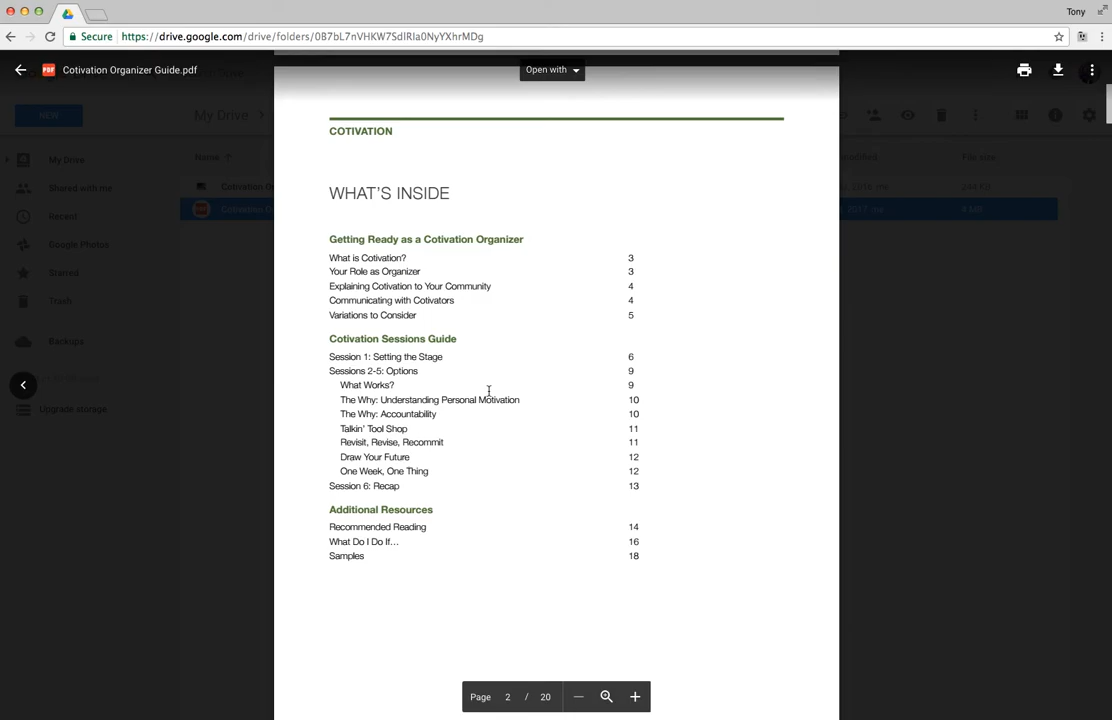 Tony
Secure https://drive.google.com/drive/folders/0B7bL7nVHKW7SdlRIa0NyYXhrMDg
PDF Cotivation Organizer Guide.pdf
Open with
NEW
My Drive
My Drive
Shared with me
Recent
Google Photos
Starred
Trash
Backups
Upgrade storage
Name
File size
PDF
COTIVATION
WHAT'S INSIDE
Getting Ready as a Cotivation Organizer
What is Cotivation? 3
Your Role as Organizer 3
Explaining Cotivation to Your Community 4
Communicating with Cotivators 4
Variations to Consider 5
Cotivation Sessions Guide
Session 1: Setting the Stage 6
Sessions 2-5: Options 9
What Works? 9
The Why: Understanding Personal Motivation 10
The Why: Accountability 10
Talkin' Tool Shop 11
Revisit, Revise, Recommit 11
Draw Your Future 12
One Week, One Thing 12
Session 6: Recap 13
Additional Resources
Recommended Reading 14
What Do I Do If... 16
Samples 18
Page 2 / 20